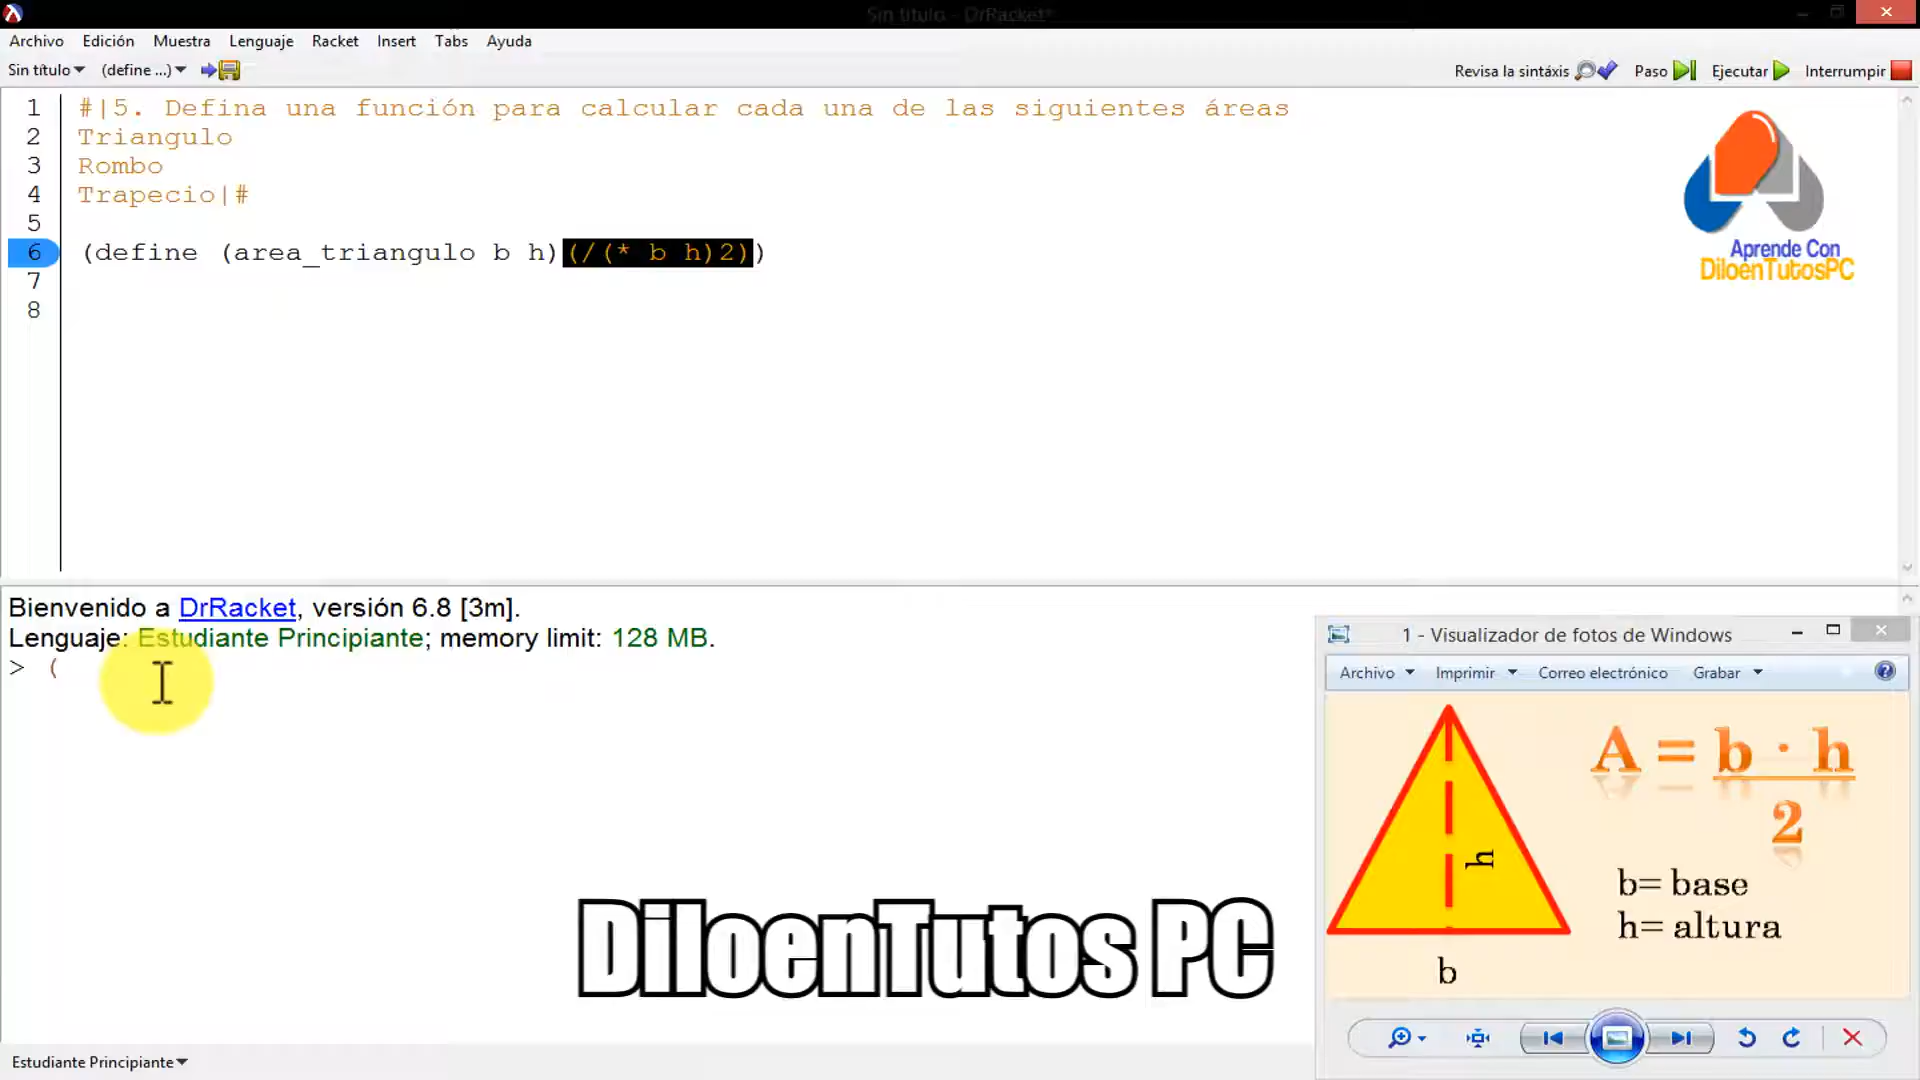 Sin título - DrRacket*
Archivo Edición Muestra Lenguaje Racket Insert Tabs Ayuda
Sin título (define ...) Revisa la sintáxis Paso Ejecutar Interrumpir
1 #|5. Defina una función para calcular cada una de las siguientes áreas
2 Triangulo
3 Rombo
4 Trapecio|#
5
6 (define (area_triangulo b h)(/(* b h)2))
7
8
Aprende Con
DiloenTutosPC
Bienvenido a DrRacket, versión 6.8 [3m].
Lenguaje: Estudiante Principiante; memory limit: 128 MB.
> (
1 - Visualizador de fotos de Windows
Archivo Imprimir Correo electrónico Grabar
A = b · h
2
h
b= base
h= altura
b
DiloenTutos PC
Estudiante Principiante